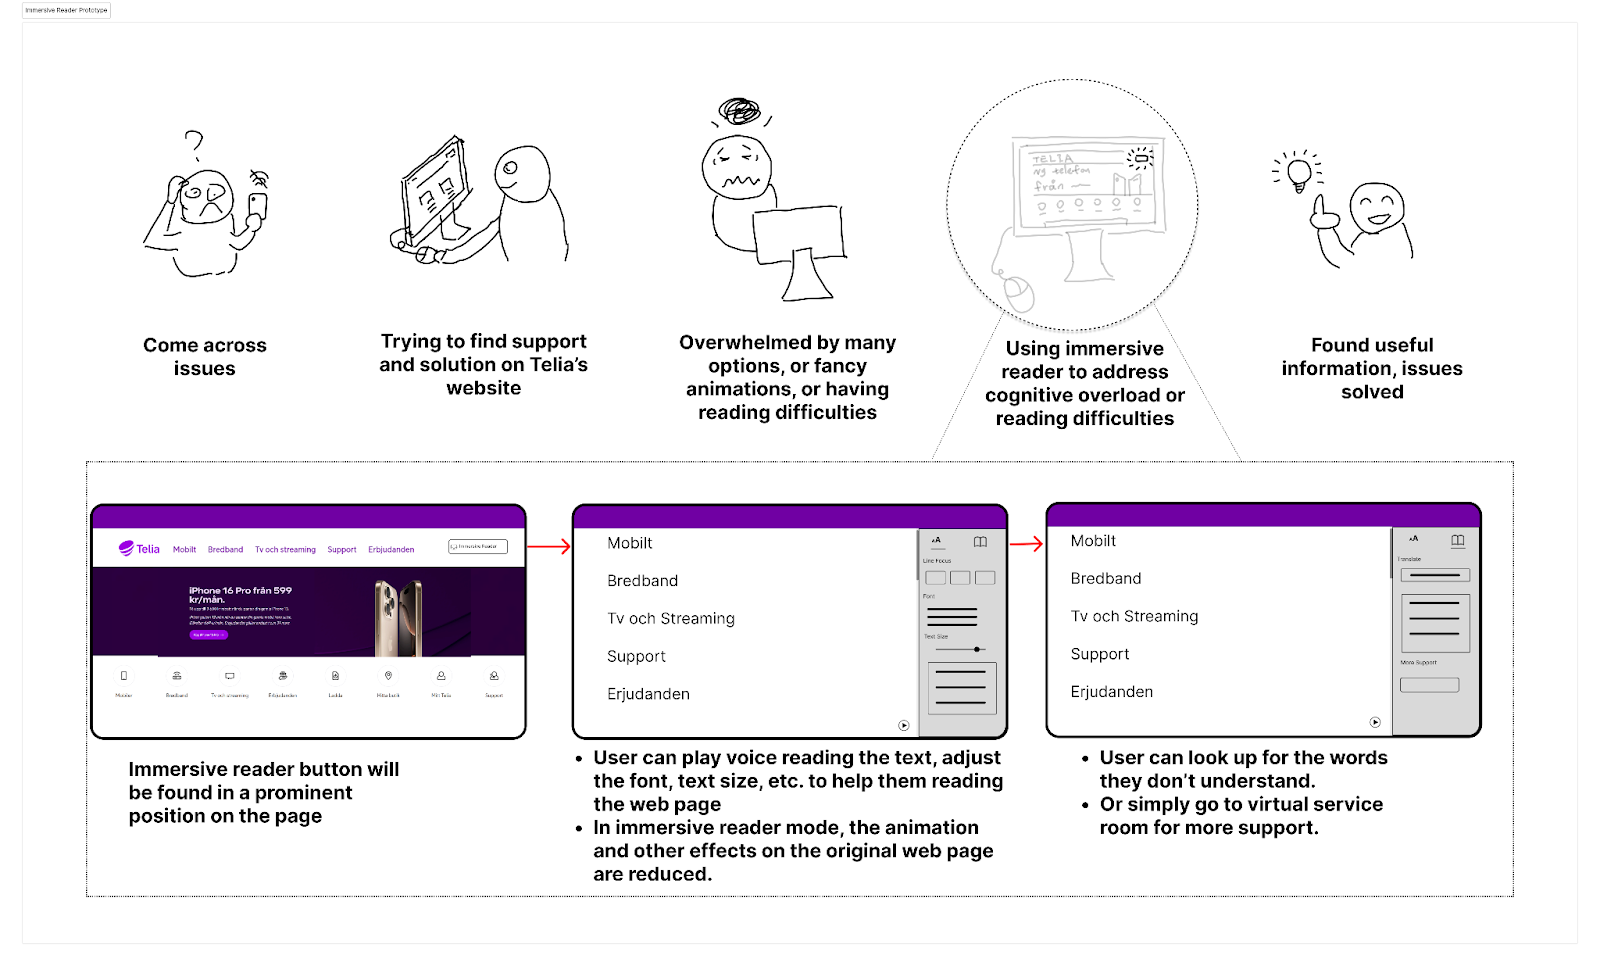 Immersive Reader Prototype
?
TELIA
Ny telefon
från
Come across
issues
Trying to find support
and solution on Telia's
website
Overwhelmed by many
options, or fancy
animations, or having
reading difficulties
Using immersive
reader to address
cognitive overload or
reading difficulties
Found useful
information, issues
solved
Telia
Mobilt
Bredband
Tv och streaming
Support
Erbjudanden
Immersive Reader
iPhone 16 Pro från 599
kr/mån.
Mobiler
Bredband
Tv och streaming
Erbjudanden
Ladda
Hitta butik
Mitt Telia
Support
Immersive reader button will
be found in a prominent
position on the page
Mobilt
Bredband
Tv och Streaming
Support
Erjudanden
AA
Line Focus
Font
Text Size
User can play voice reading the text, adjust
the font, text size, etc. to help them reading
the web page
In immersive reader mode, the animation
and other effects on the original web page
are reduced.
Mobilt
Bredband
Tv och Streaming
Support
Erjudanden
AA
Translate
More Support
User can look up for the words
they don't understand.
Or simply go to virtual service
room for more support.